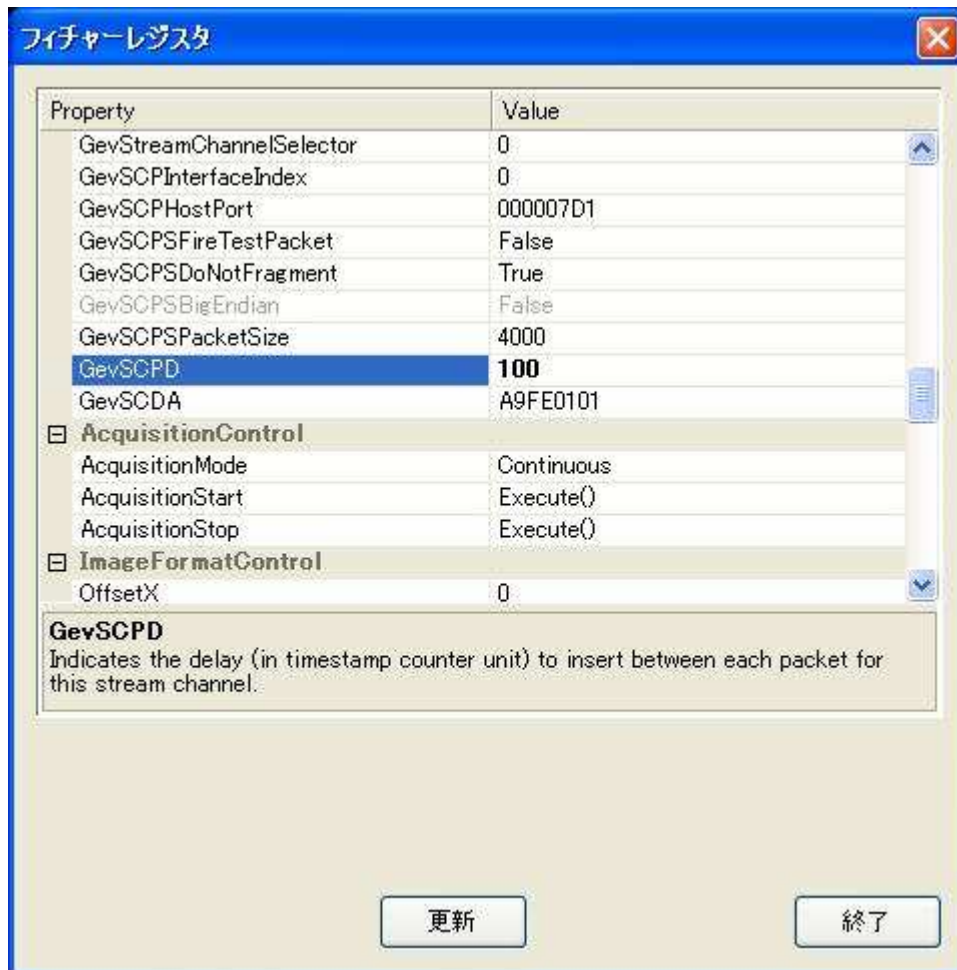 フィチャーレジスタ
Property Value
GevStreamChannelSelector 0
GevSCPInterfaceIndex 0
GevSCPHostPort 000007D1
GevSCPSFireTestPacket False
GevSCPSDoNotFragment True
GevSCPSBigEndian False
GevSCPSPacketSize 4000
GevSCPD 100
GevSCDA A9FE0101
AcquisitionControl
AcquisitionMode Continuous
AcquisitionStart Execute()
AcquisitionStop Execute()
ImageFormatControl
OffsetX 0
GevSCPD
Indicates the delay (in timestamp counter unit) to insert between each packet for
this stream channel.
更新 終了